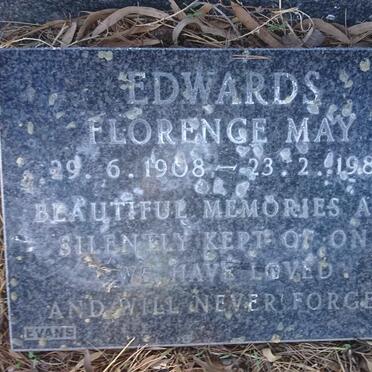 EDWARDS
FLORENCE MAY
29. 6. 1908 — 23. 2. 198
BEAUTIFUL MEMORIES A
SILENTLY KEPT OF ON
WE HAVE LOVED
AND WILL NEVER FORGE
EVANS